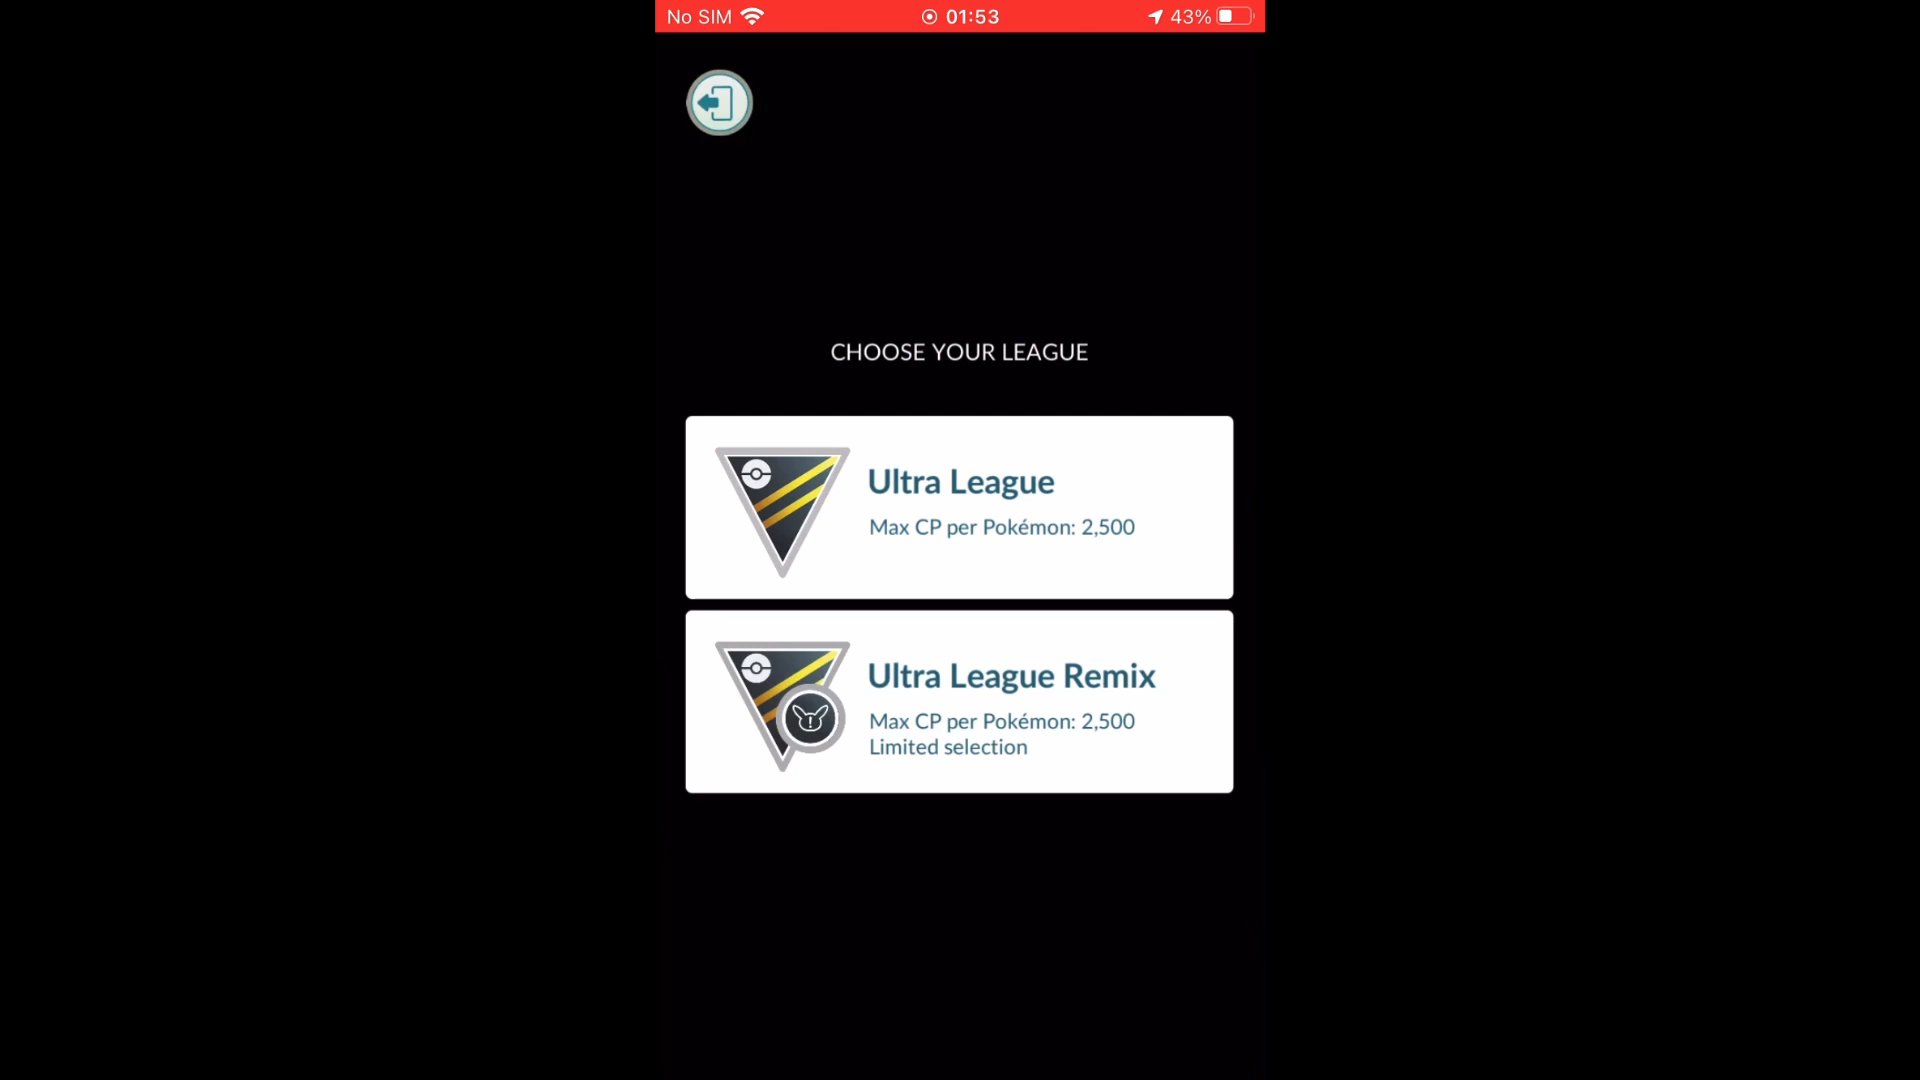 No SIM 01:53 43%
CHOOSE YOUR LEAGUE
Ultra League
Max CP per Pokémon: 2,500
Ultra League Remix
Max CP per Pokémon: 2,500
Limited selection